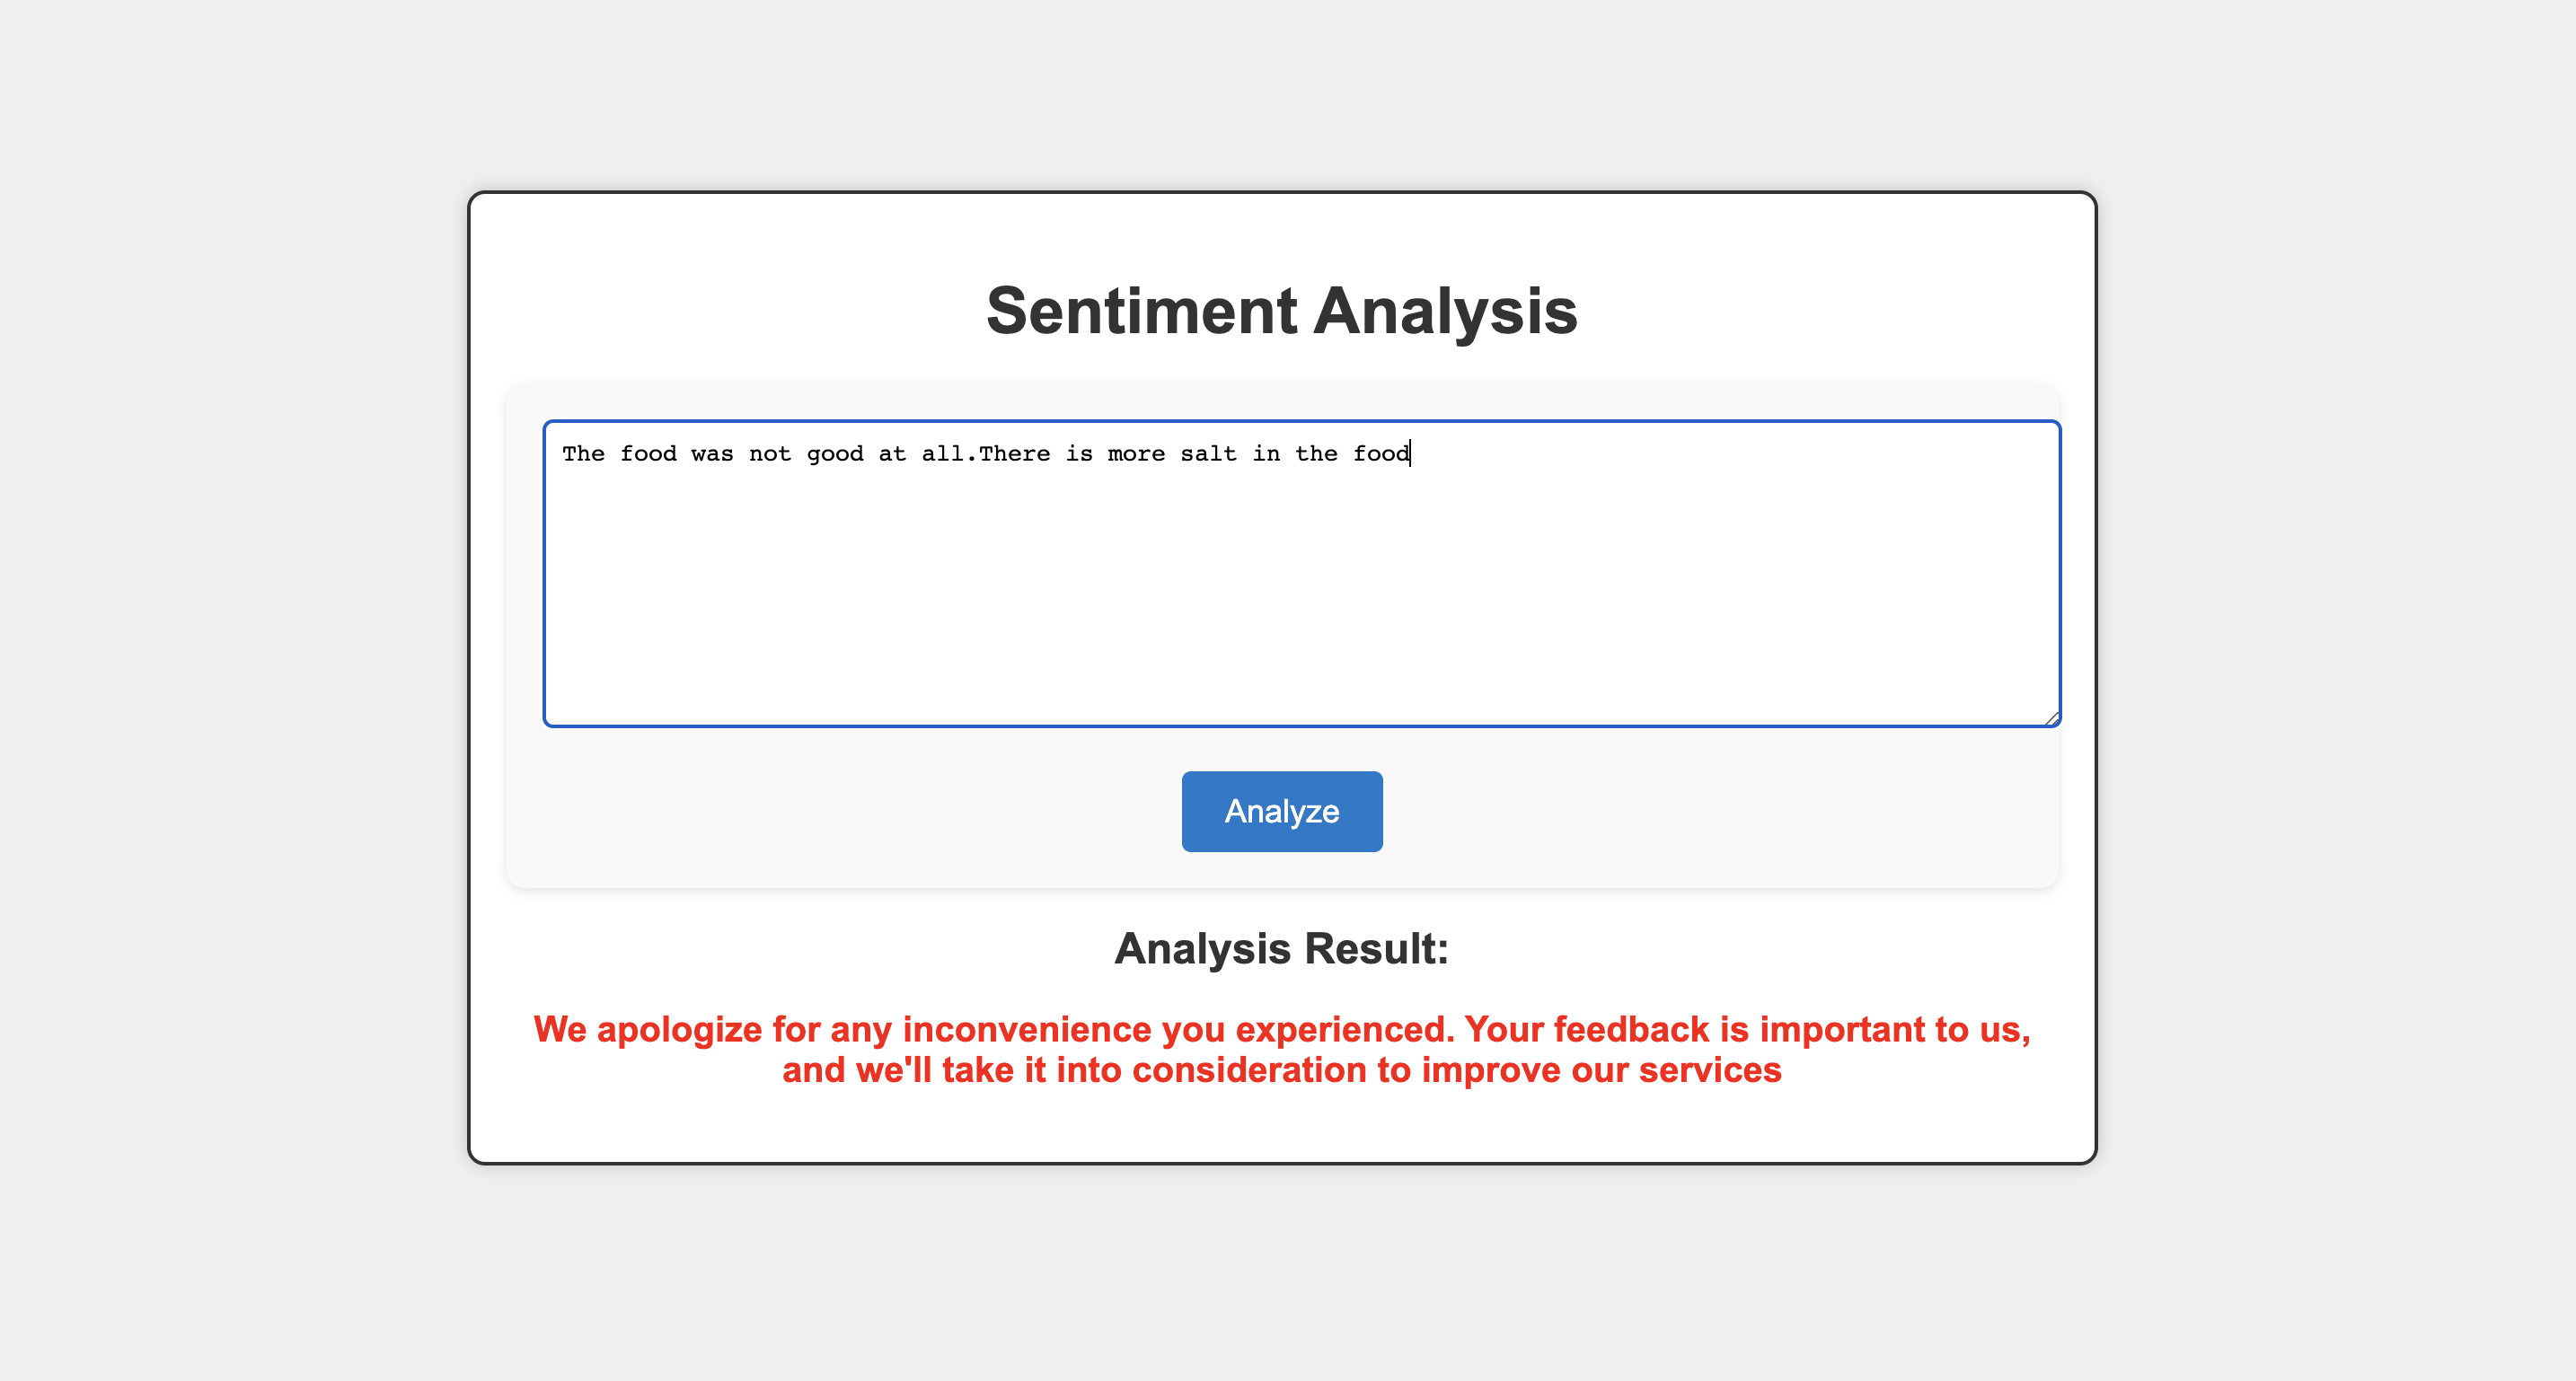 Sentiment Analysis
The food was not good at all.There is more salt in the food
Analyze
Analysis Result:
We apologize for any inconvenience you experienced. Your feedback is important to us,
and we'll take it into consideration to improve our services